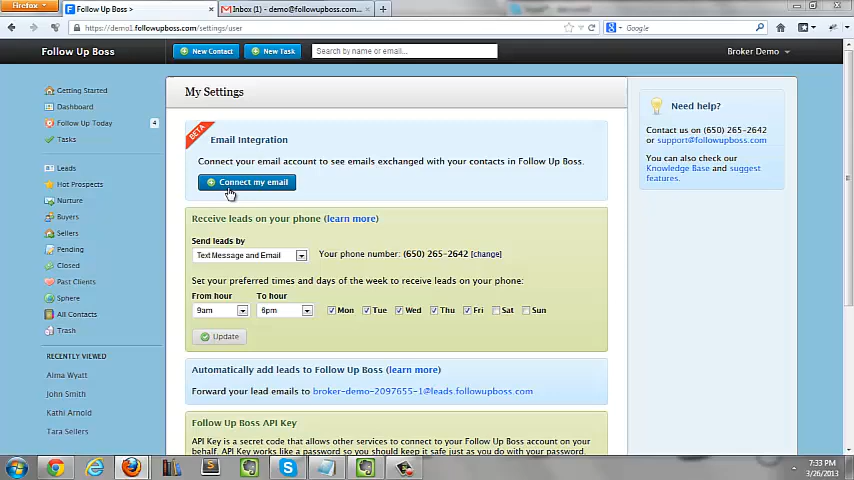 Firefox
Follow Up Boss >
Inbox (1) - demo@followupboss.com...
https://demo1.followupboss.com/settings/user
Google
Follow Up Boss
New Contact
New Task
Search by name or email...
Broker Demo
Getting Started
Dashboard
Follow Up Today
4
Tasks
Leads
Hot Prospects
Nurture
Buyers
Sellers
Pending
Closed
Past Clients
Sphere
All Contacts
Trash
RECENTLY VIEWED
Alma Wyatt
John Smith
Kathi Arnold
Tara Sellers
My Settings
BETA
Email Integration
Connect your email account to see emails exchanged with your contacts in Follow Up Boss.
Connect my email
Receive leads on your phone (learn more)
Send leads by
Text Message and Email
Your phone number: (650) 265-2642 [change]
Set your preferred times and days of the week to receive leads on your phone:
From hour
To hour
9am
6pm
Mon
Tue
Wed
Thu
Fri
Sat
Sun
Update
Automatically add leads to Follow Up Boss (learn more)
Forward your lead emails to broker-demo-2097655-1@leads.followupboss.com
Follow Up Boss API Key
API Key is a secret code that allows other services to connect to your Follow Up Boss account on your
behalf. API Key works like a password so you should keep it safe just as you do with your password.
Need help?
Contact us on (650) 265-2642
or support@followupboss.com
You can also check our
Knowledge Base and suggest
features.
7:33 PM
3/26/2013